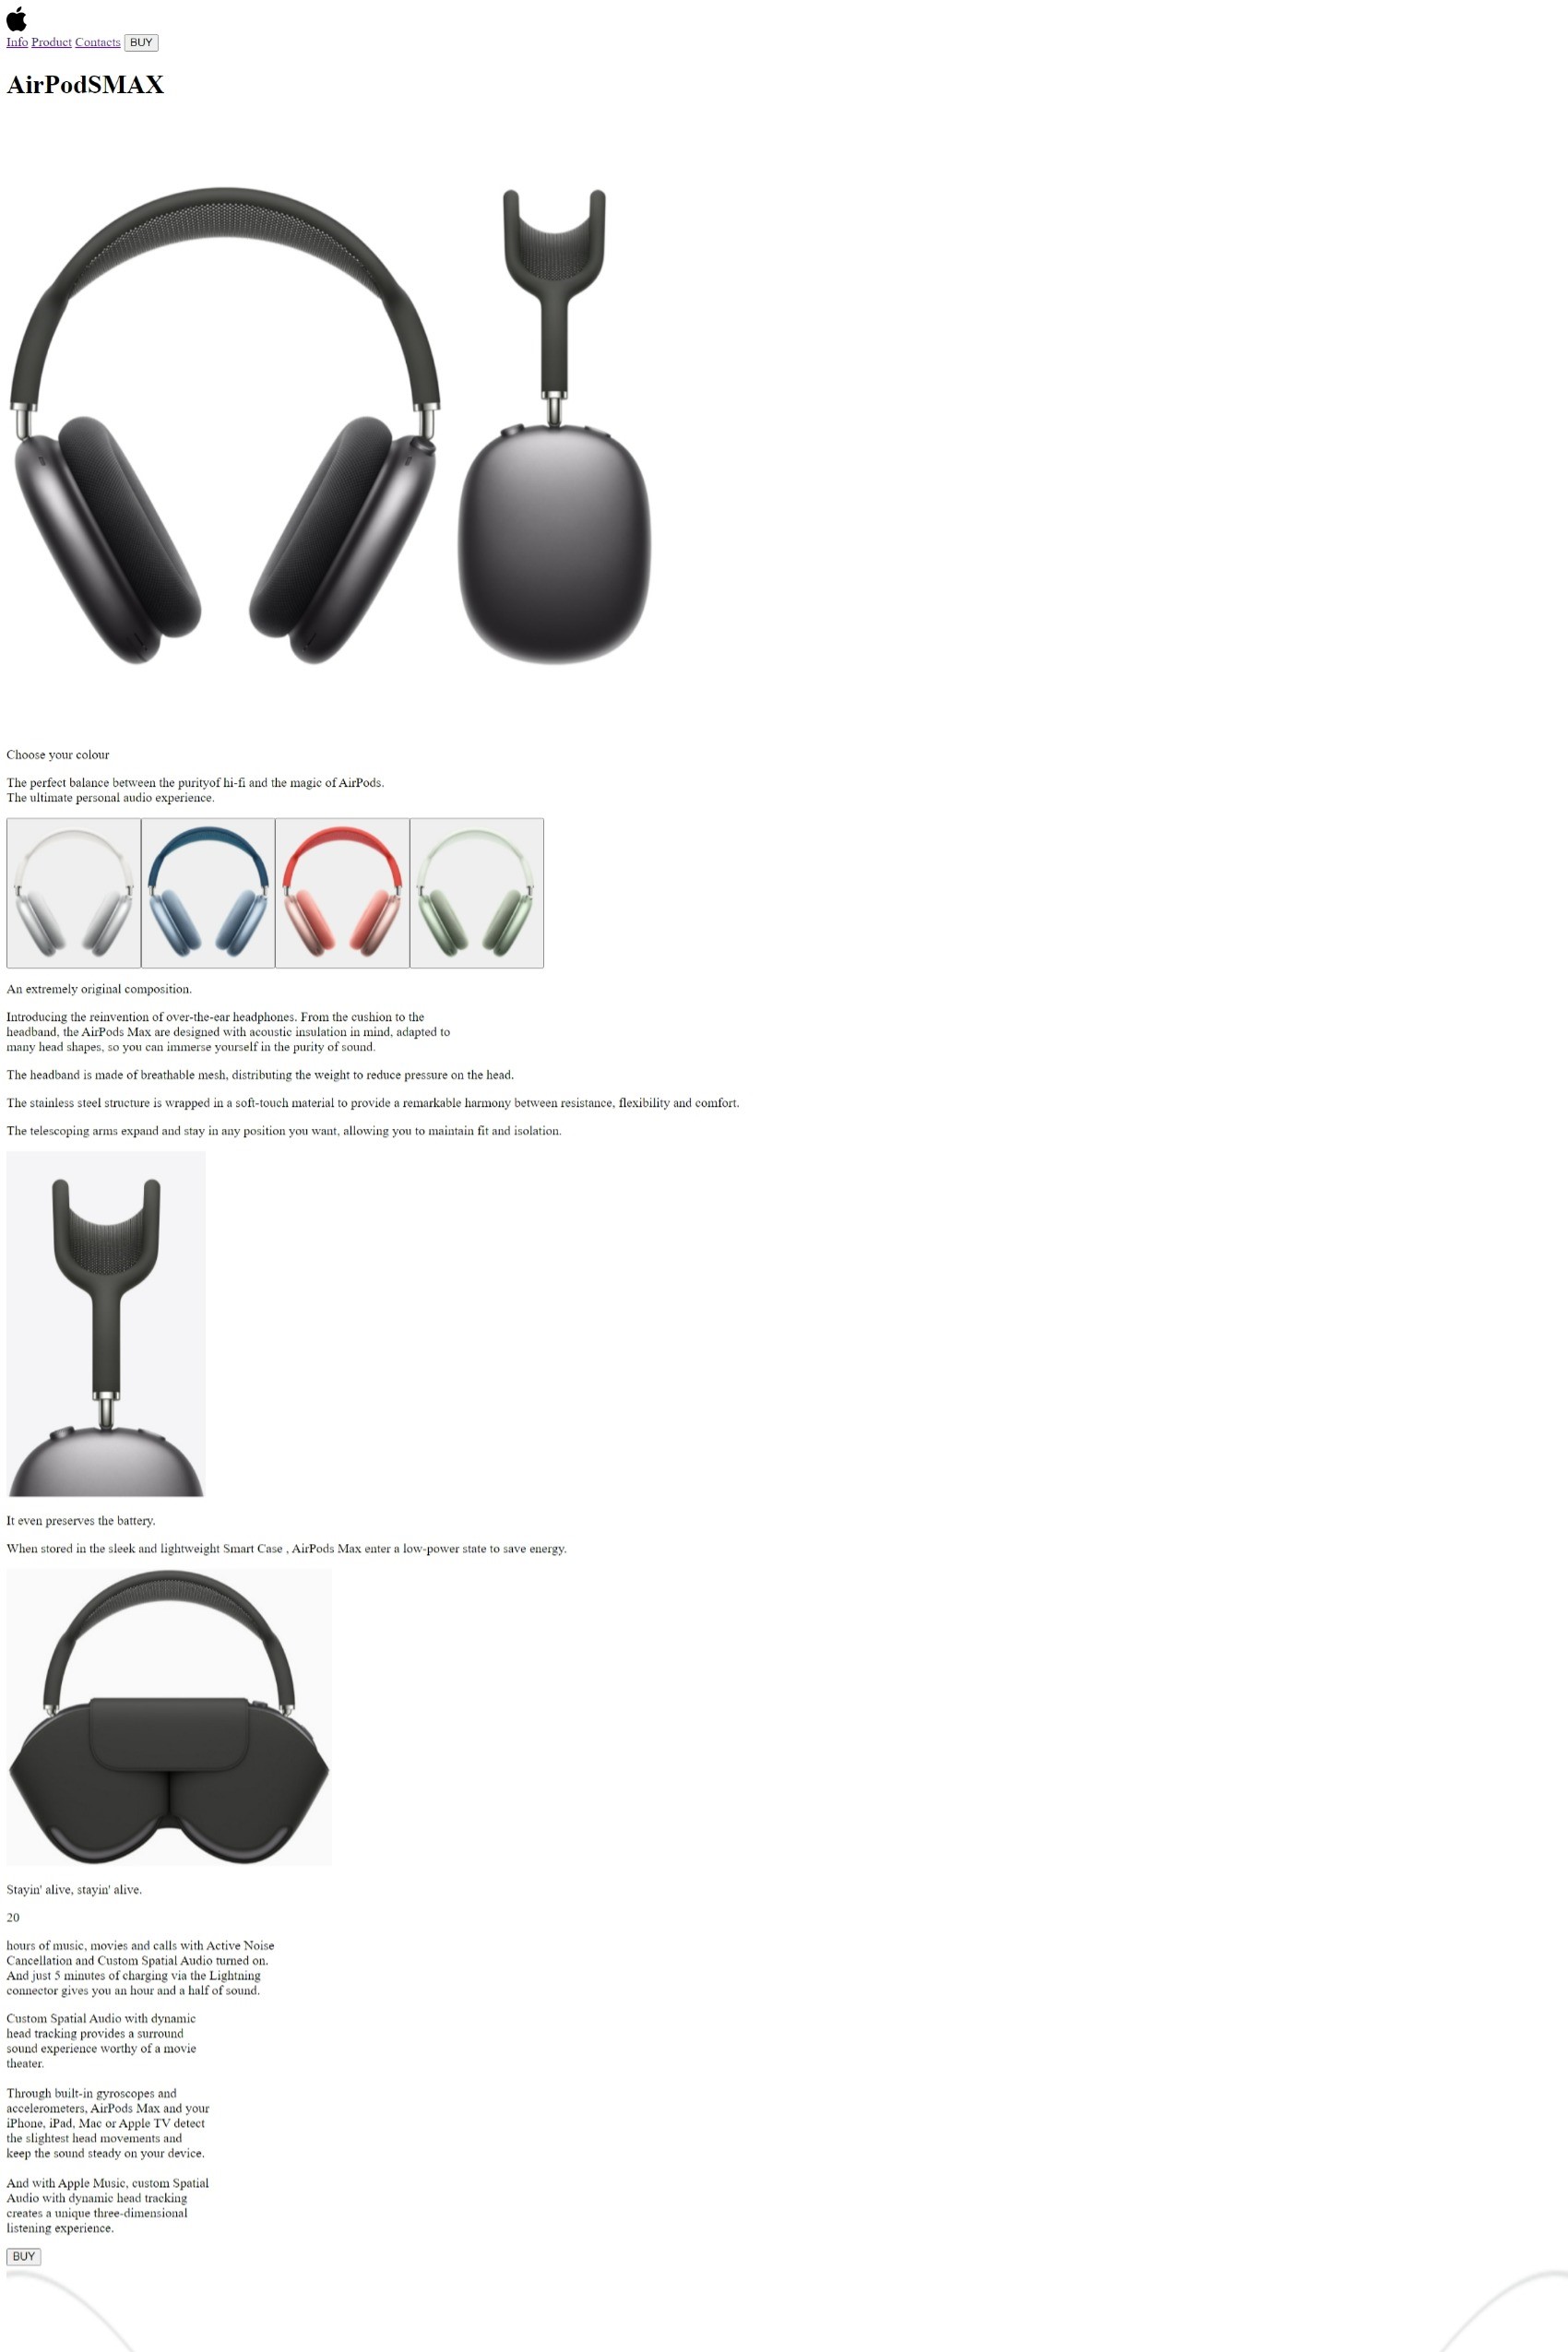 Info Product Contacts BUY
AirPodSMAX
Choose your colour
The perfect balance between the purityof hi-fi and the magic of AirPods.
The ultimate personal audio experience.
An extremely original composition.
Introducing the reinvention of over-the-ear headphones. From the cushion to the
headband, the AirPods Max are designed with acoustic insulation in mind, adapted to
many head shapes, so you can immerse yourself in the purity of sound.
The headband is made of breathable mesh, distributing the weight to reduce pressure on the head.
The stainless steel structure is wrapped in a soft-touch material to provide a remarkable harmony between resistance, flexibility and comfort.
The telescoping arms expand and stay in any position you want, allowing you to maintain fit and isolation.
It even preserves the battery.
When stored in the sleek and lightweight Smart Case , AirPods Max enter a low-power state to save energy.
Stayin' alive, stayin' alive.
20
hours of music, movies and calls with Active Noise
Cancellation and Custom Spatial Audio turned on.
And just 5 minutes of charging via the Lightning
connector gives you an hour and a half of sound.
Custom Spatial Audio with dynamic
head tracking provides a surround
sound experience worthy of a movie
theater.
Through built-in gyroscopes and
accelerometers, AirPods Max and your
iPhone, iPad, Mac or Apple TV detect
the slightest head movements and
keep the sound steady on your device.
And with Apple Music, custom Spatial
Audio with dynamic head tracking
creates a unique three-dimensional
listening experience.
BUY